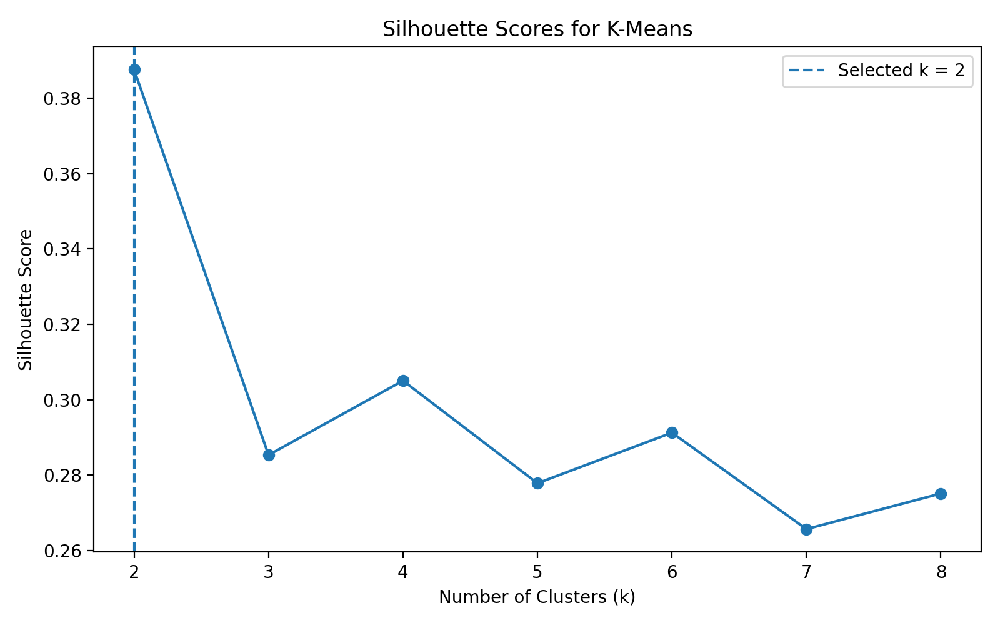 Silhouette Scores for K-Means
Selected k = 2
Silhouette Score
0.38
0.36
0.34
0.32
0.30
0.28
0.26
2 3 4 5 6 7 8
Number of Clusters (k)